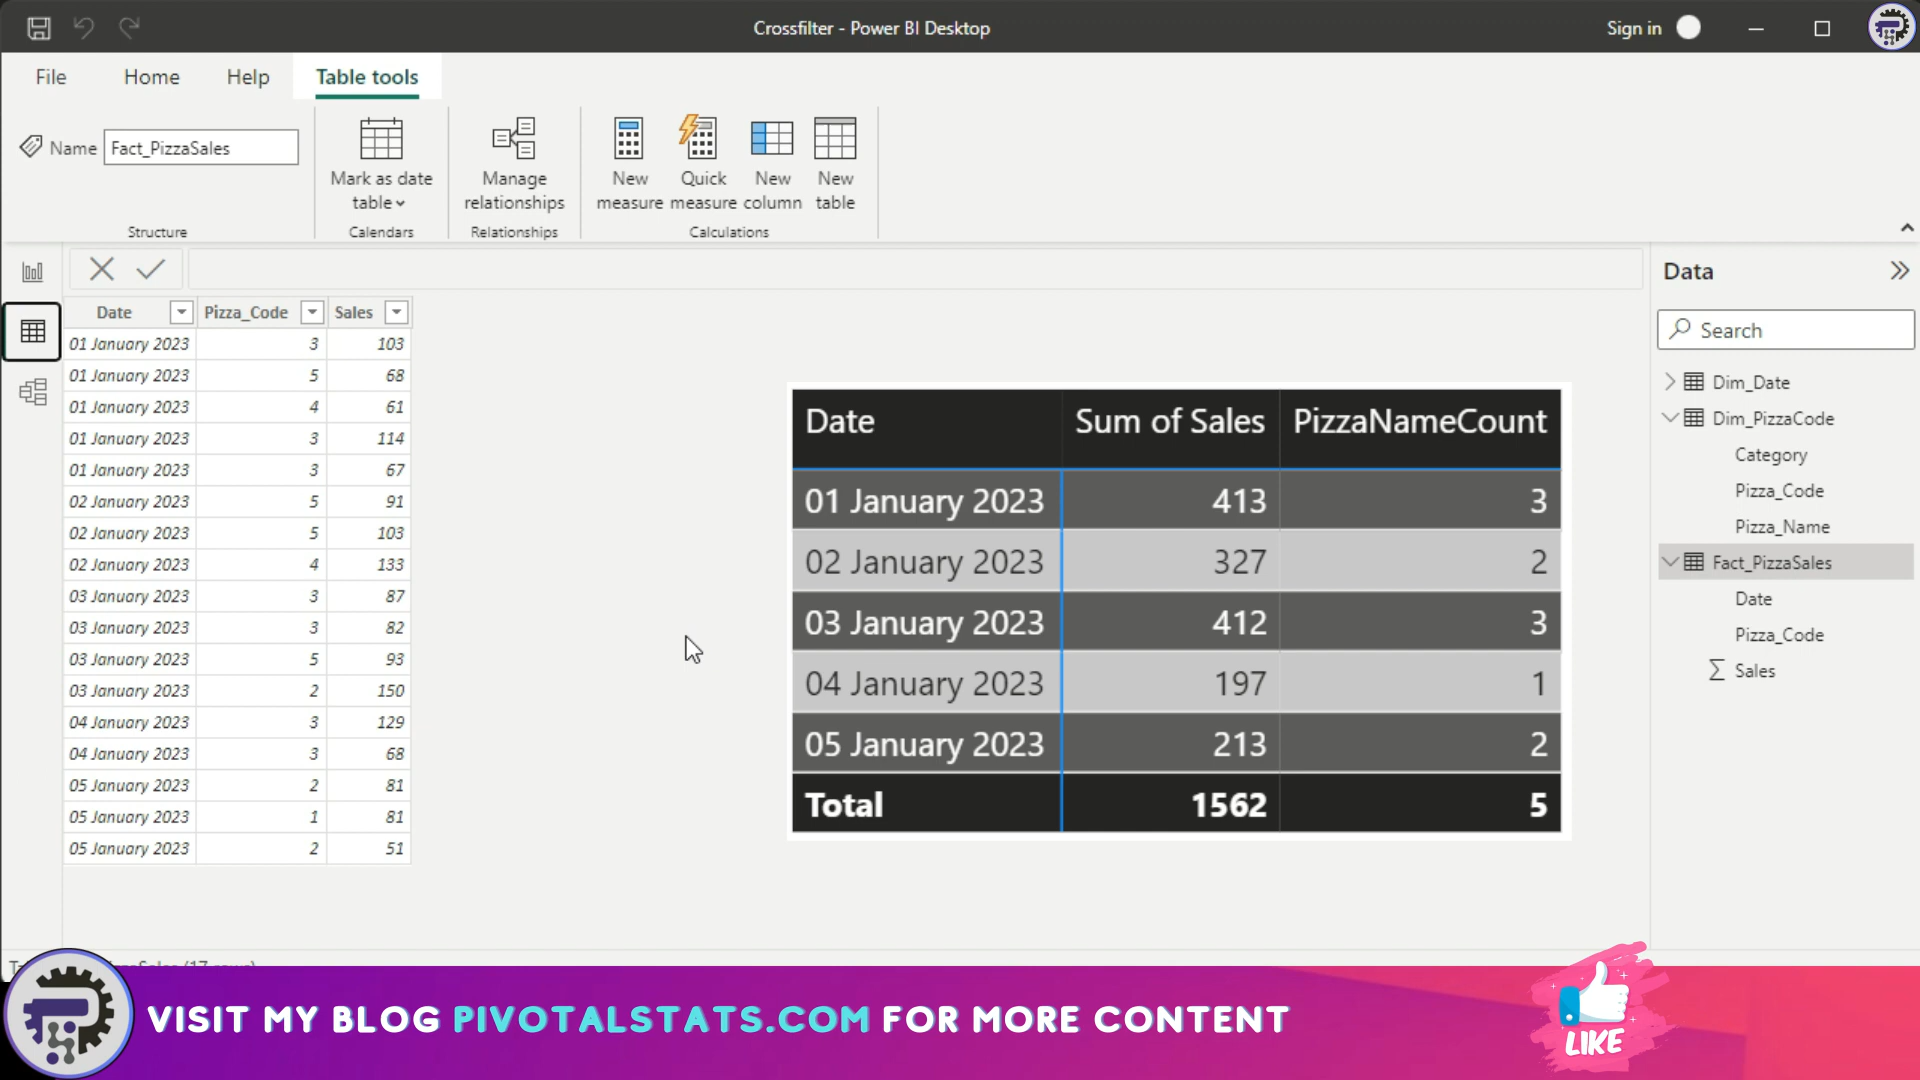 Crossfilter - Power BI Desktop
Sign in
File Home Help Table tools
Name Fact_PizzaSales
Mark as date table
Manage relationships
New measure
Quick measure
New column
New table
Structure Calendars Relationships Calculations
Date Pizza_Code Sales
01 January 2023 3 103
01 January 2023 5 68
01 January 2023 4 61
01 January 2023 3 114
01 January 2023 3 67
02 January 2023 5 91
02 January 2023 5 103
02 January 2023 4 133
03 January 2023 3 87
03 January 2023 3 82
03 January 2023 5 93
03 January 2023 2 150
04 January 2023 3 129
04 January 2023 3 68
05 January 2023 2 81
05 January 2023 1 81
05 January 2023 2 51
Date Sum of Sales PizzaNameCount
01 January 2023 413 3
02 January 2023 327 2
03 January 2023 412 3
04 January 2023 197 1
05 January 2023 213 2
Total 1562 5
Data
Search
Dim_Date
Dim_PizzaCode
Category
Pizza_Code
Pizza_Name
Fact_PizzaSales
Date
Pizza_Code
Sales
VISIT MY BLOG PIVOTALSTATS.COM FOR MORE CONTENT
LIKE